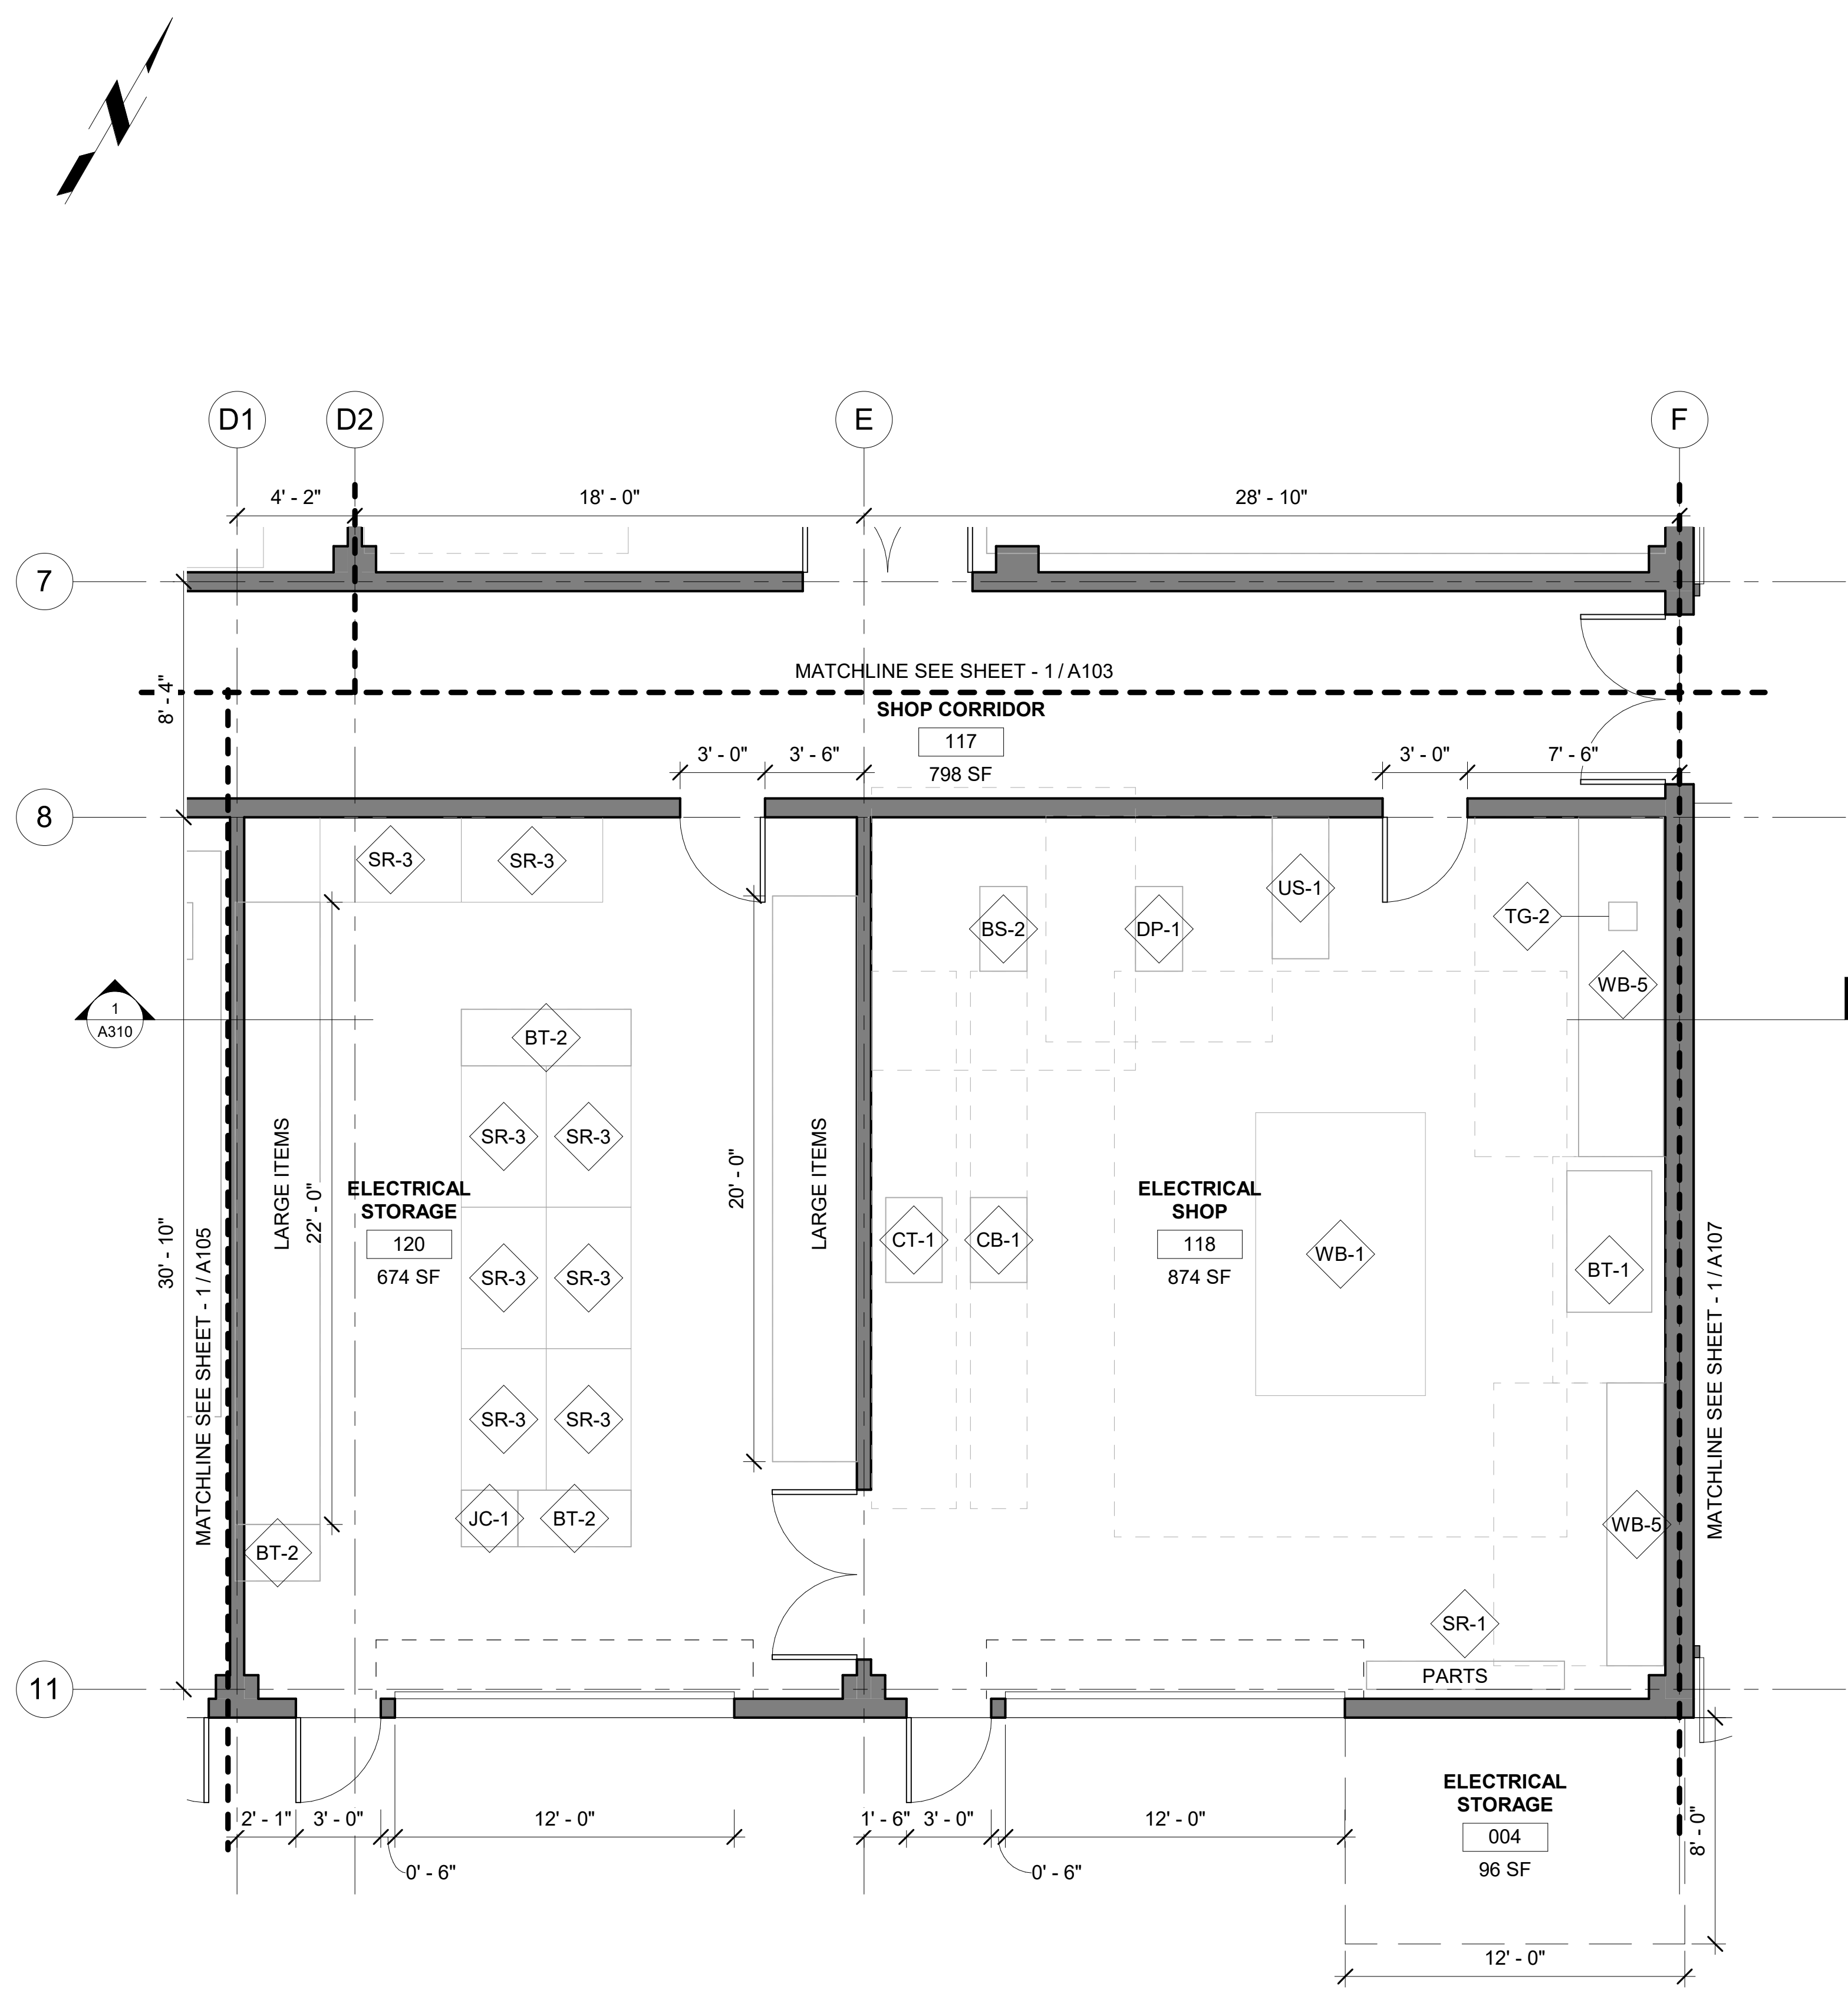 D1
D2
E
F
4' - 2"
18' - 0"
28' - 10"
7
MATCHLINE SEE SHEET - 1 / A103
8' - 4"
SHOP CORRIDOR
117
798 SF
3' - 0"
3' - 6"
3' - 0"
7' - 6"
8
SR-3
SR-3
US-1
BS-2
DP-1
TG-2
WB-5
1
A310
BT-2
SR-3
SR-3
LARGE ITEMS
22' - 0"
20' - 0"
LARGE ITEMS
ELECTRICAL
STORAGE
120
674 SF
ELECTRICAL
SHOP
118
874 SF
CT-1
CB-1
WB-1
BT-1
30' - 10"
MATCHLINE SEE SHEET - 1 / A105
MATCHLINE SEE SHEET - 1 / A107
SR-3
SR-3
SR-3
SR-3
JC-1
BT-2
BT-2
WB-5
SR-1
PARTS
11
2' - 1"
3' - 0"
12' - 0"
0' - 6"
1' - 6"
3' - 0"
12' - 0"
0' - 6"
ELECTRICAL
STORAGE
004
96 SF
8' - 0"
12' - 0"